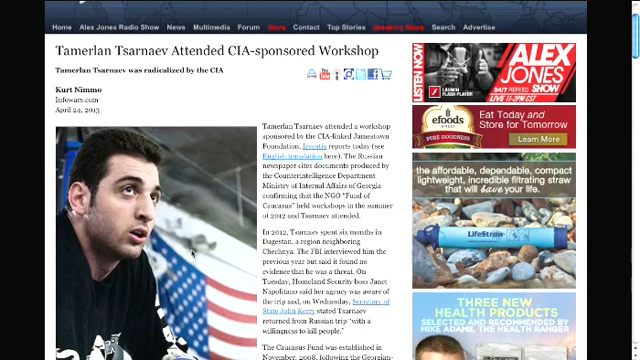 Home Alex Jones Radio Show News Multimedia Forum Store Contact Top Stories Breaking News Search Advertise
Tamerlan Tsarnaev Attended CIA-sponsored Workshop
Tamerlan Tsarnaev was radicalized by the CIA
Kurt Nimmo
Infowars.com
April 24, 2013
Tamerlan Tsarnaev attended a workshop
sponsored by the CIA-linked Jamestown
Foundation, Izvestia reports today (see
English translation here). The Russian
newspaper cites documents produced by
the Counterintelligence Department
Ministry of Internal Affairs of Georgia
confirming that the NGO "Fund of
Caucasus" held workshops in the summer
of 2012 and Tsarnaev attended.
In 2012, Tsarnaev spent six months in
Dagestan, a region neighboring
Chechnya. The FBI interviewed him the
previous year but said it found no
evidence that he was a threat. On
Tuesday, Homeland Security boss Janet
Napolitano said her agency was aware of
the trip and, on Wednesday, Secretary of
State John Kerry stated Tsarnaev
returned from Russian trip "with a
willingness to kill people."
The Caucasus Fund was established in
November, 2008, following the Georgian-
LISTEN NOW
FLASH PLAYER
ALEX
JONES
SHOW
24/7 REFEED
LIVE 11-2PM CST
efoods
PURE GOODNESS
Eat Today and
Store for Tomorrow
Learn More
the affordable, dependable, compact
lightweight, incredible filtering straw
that will save your life.
LifeStraw
THREE NEW
HEALTH PRODUCTS
SELECTED AND RECOMMENDED BY
MIKE ADAMS, THE HEALTH RANGER